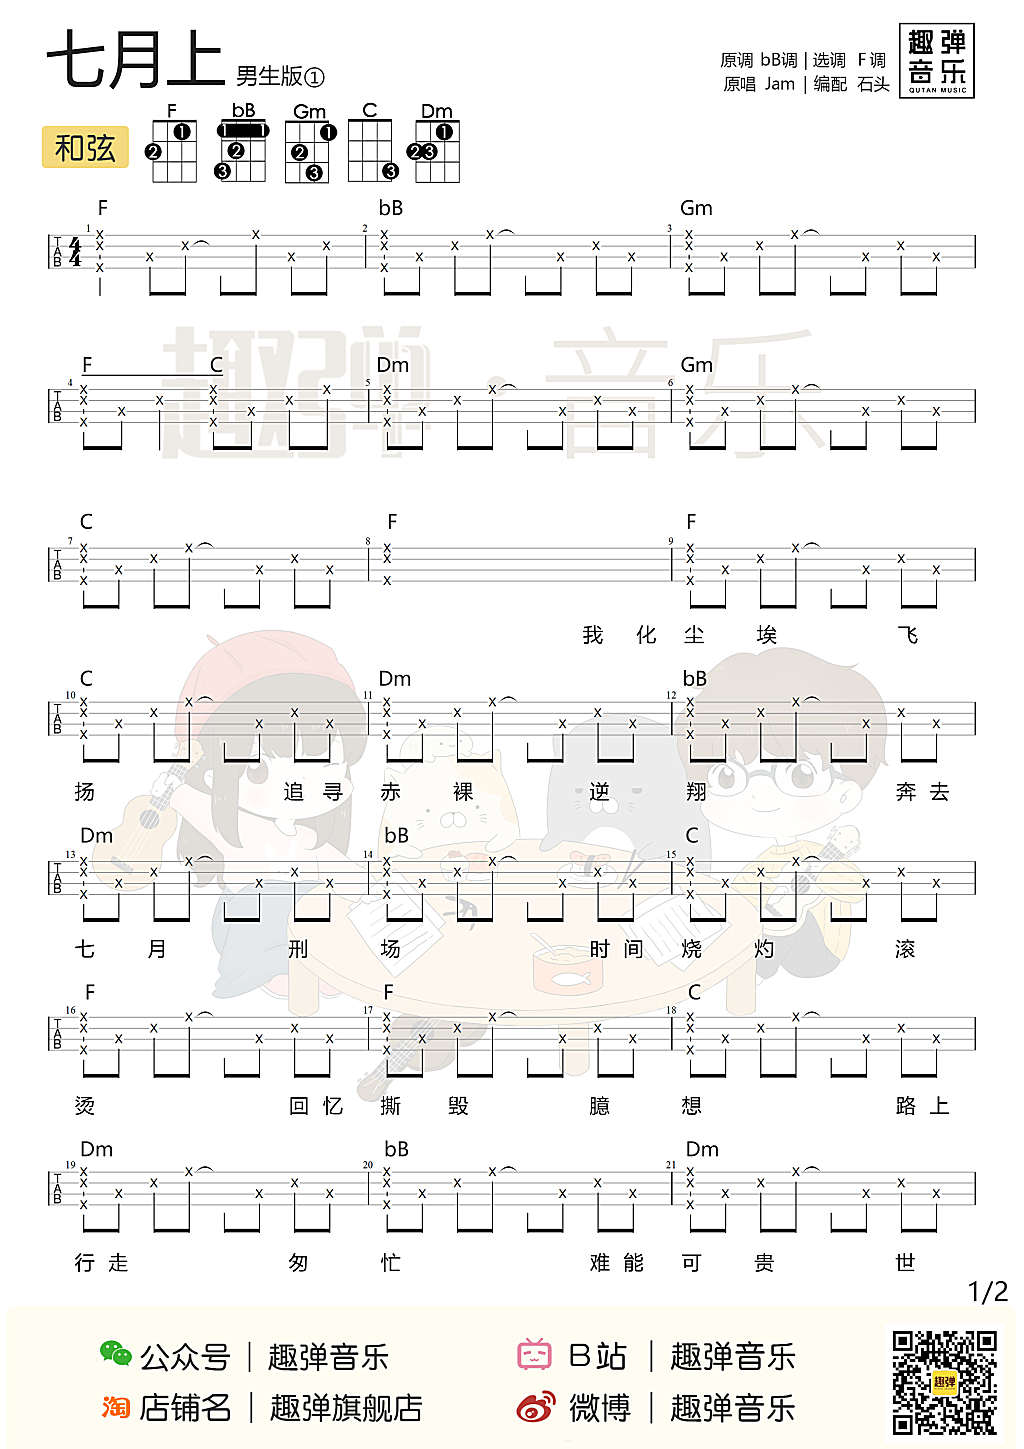 七月上 男生版①
原调 bB调 | 选调 F 调
原唱 Jam | 编配 石头
趣弹音乐
QUTAN MUSIC
和弦 F bB Gm C Dm
F bB Gm
1 2 3
T A B 4/4
F C Dm Gm
4 5 6
T A B
趣弹·音乐
C F F
7 8 9
T A B
我 化 尘 埃 飞
C Dm bB
10 11 12
T A B
扬 追 寻 赤 裸 逆 翔 奔 去
Dm bB C
13 14 15
T A B
七 月 刑 场 时 间 烧 灼 滚
F F C
16 17 18
T A B
烫 回 忆 撕 毁 臆 想 路 上
Dm bB Dm
19 20 21
T A B
行 走 匆 忙 难 能 可 贵 世
1/2
公众号 | 趣弹音乐 B站 | 趣弹音乐
淘 店铺名 | 趣弹旗舰店 微博 | 趣弹音乐
趣弹